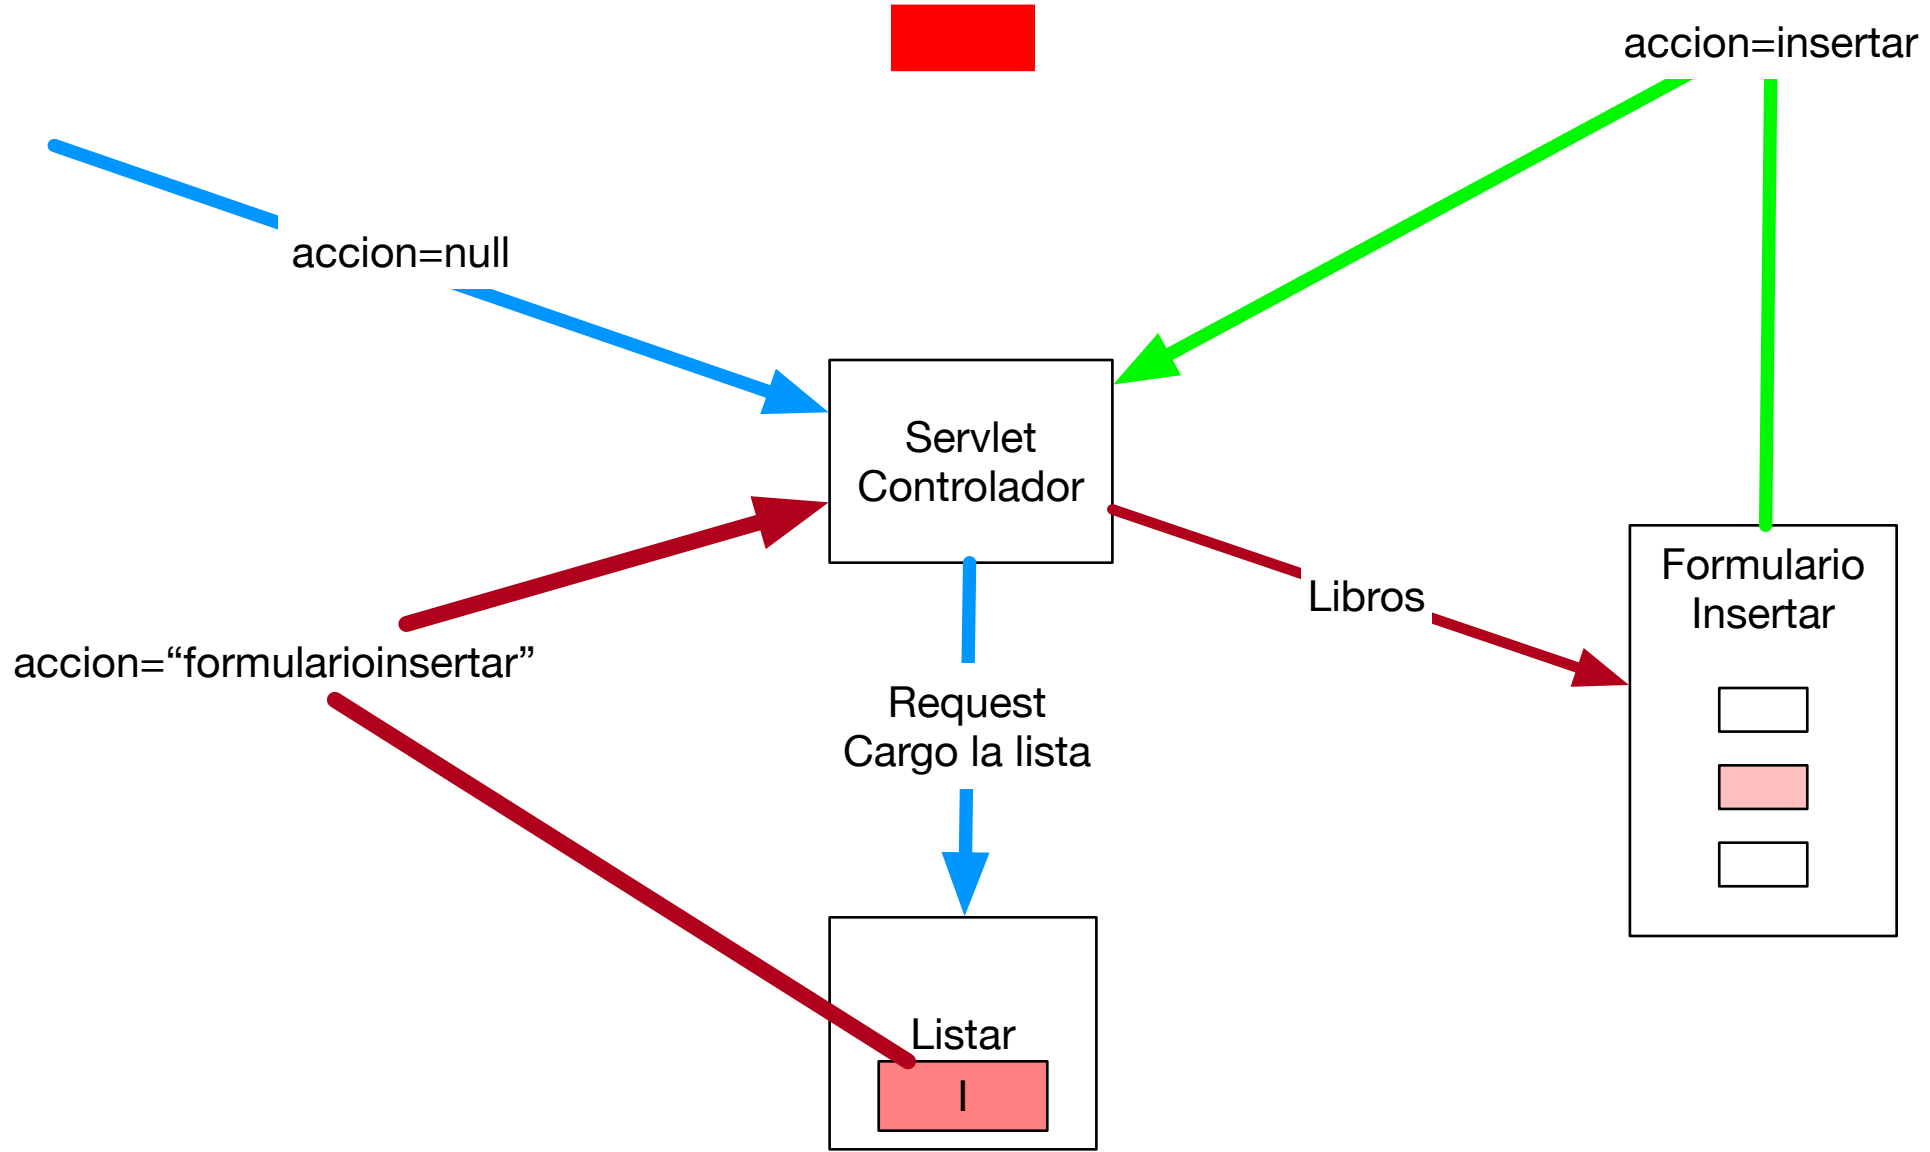 accion=insertar
accion=null
Servlet
Controlador
Formulario
Insertar
Libros
accion=“formularioinsertar”
Request
Cargo la lista
Listar
I